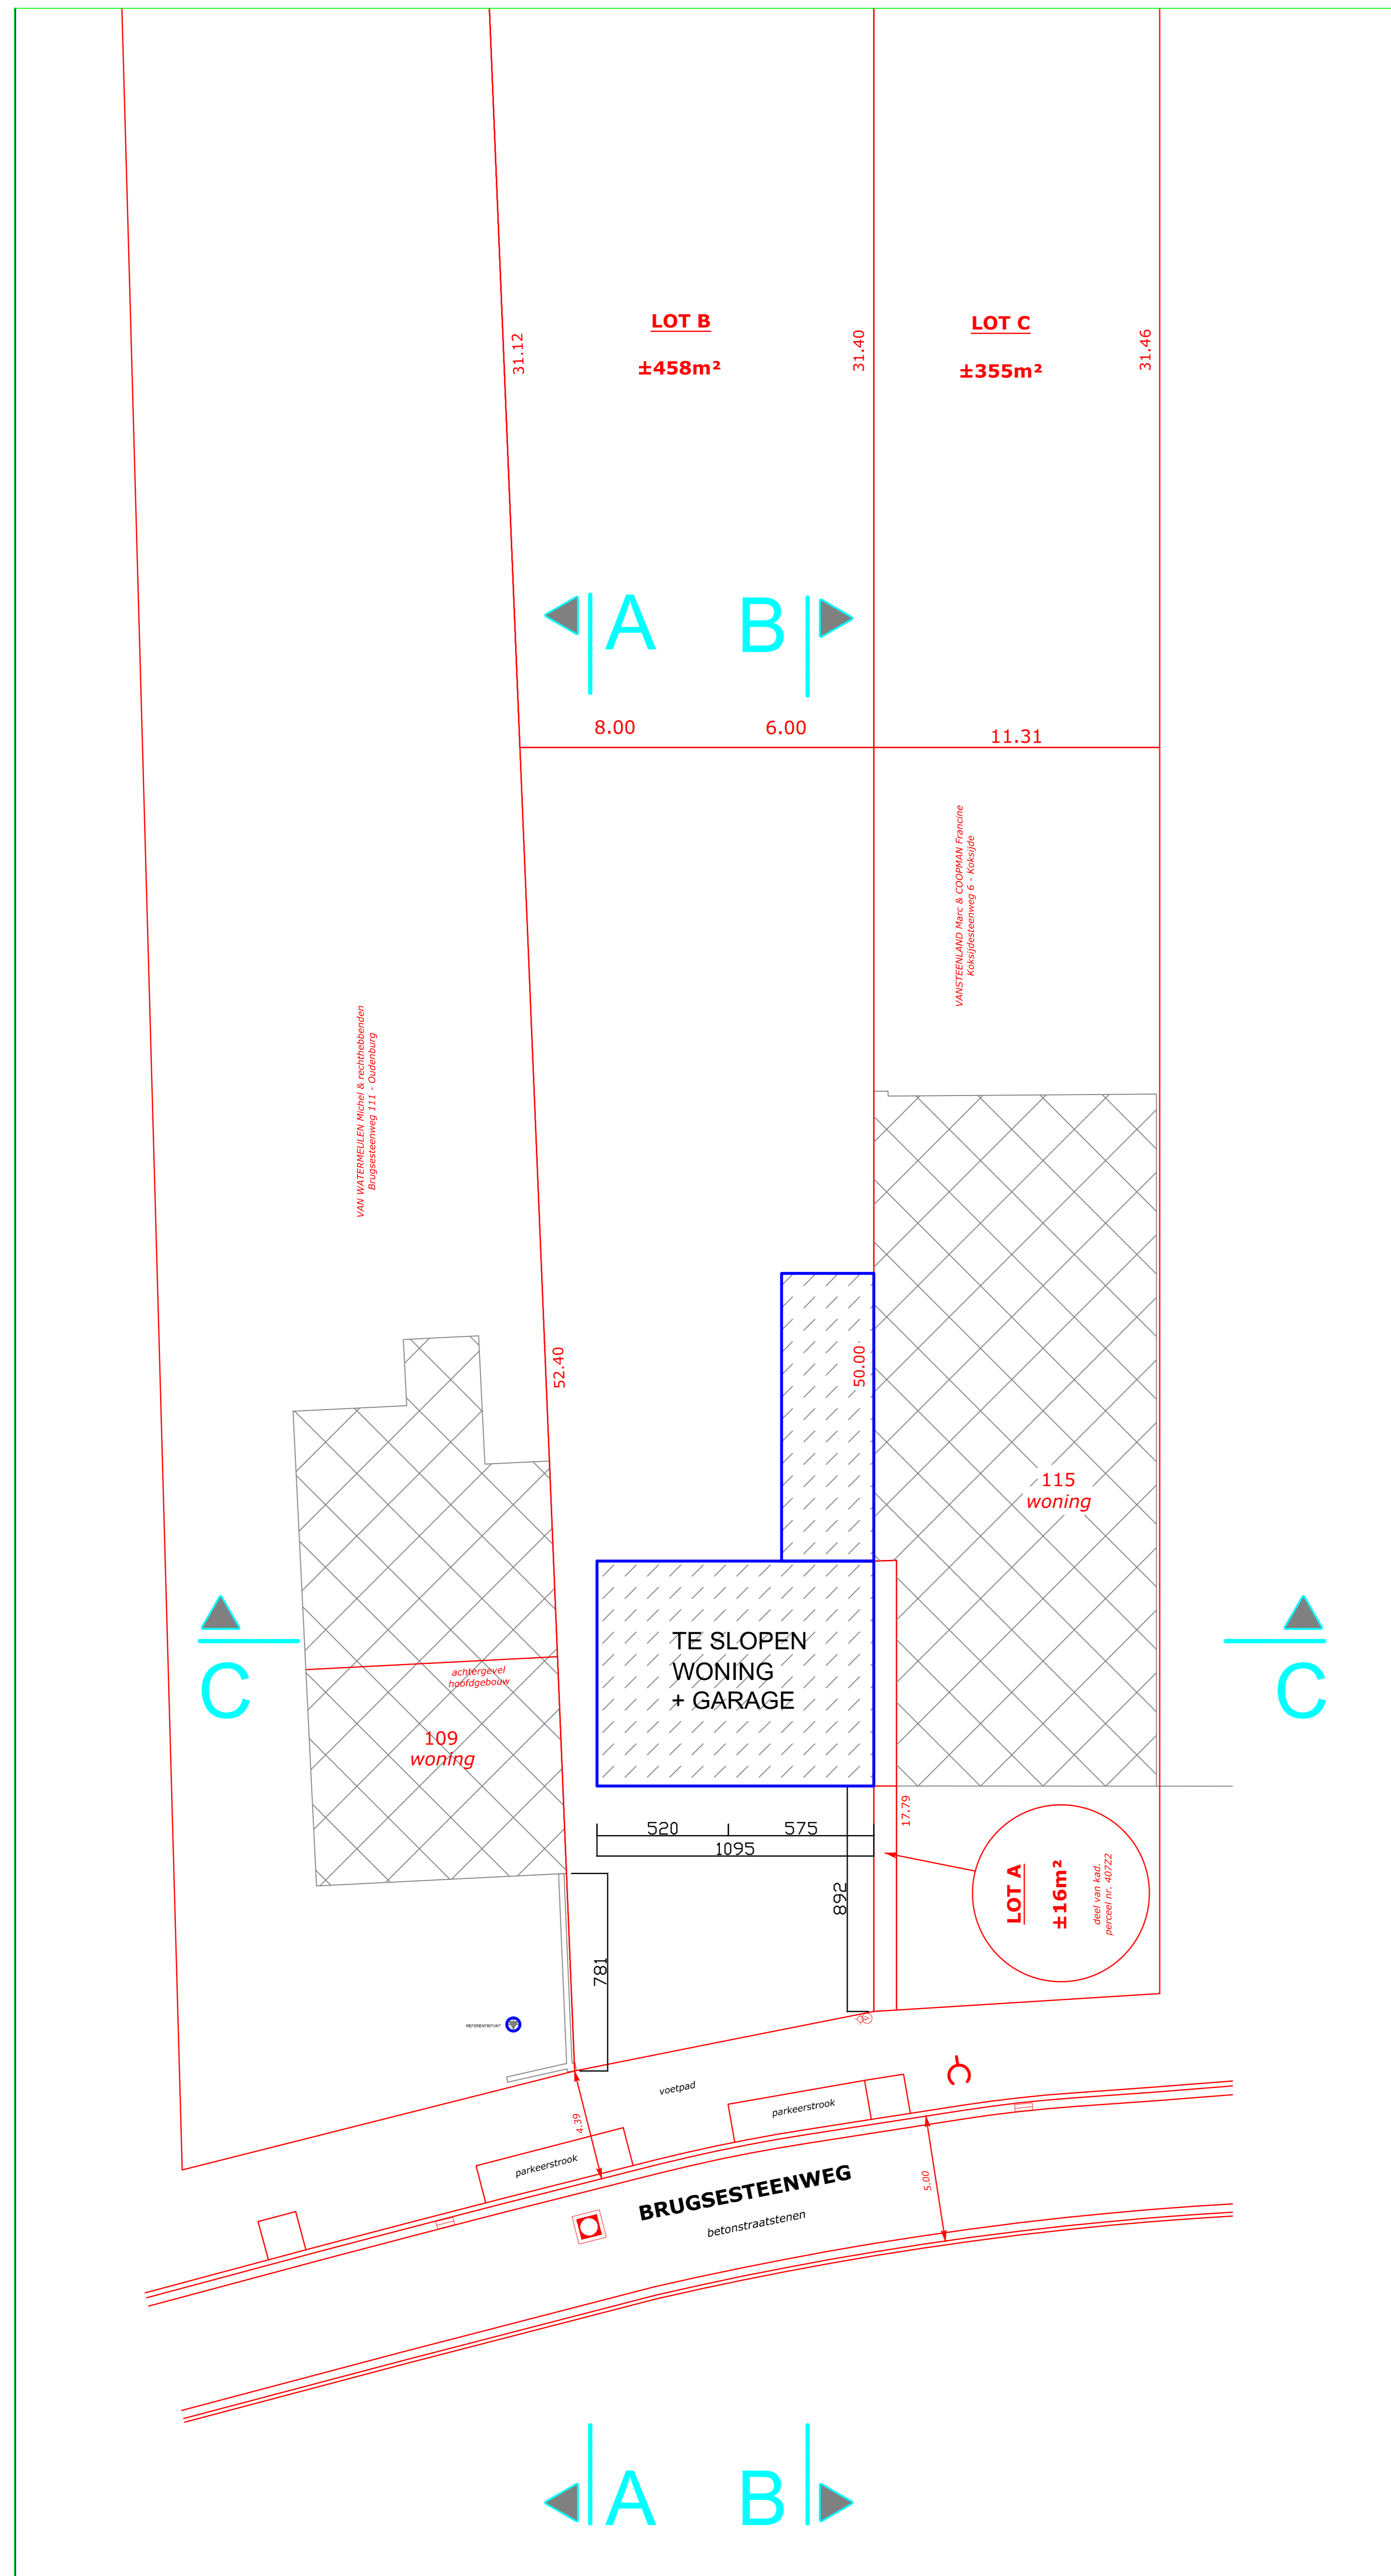 LOT B
±458m²
LOT C
±355m²
31.12
31.40
31.46
A
B
8.00
6.00
11.31
VANSTEENLAND Marc & COOPMAN Francine
Koksijdesteenweg 6 - Koksijde
VAN WATERMEULEN Michel & rechthebbenden
Brugsesteenweg 111 - Oudenburg
52.40
50.00
115
woning
C
C
TE SLOPEN
WONING
+ GARAGE
achtergevel
hoofdgebouw
109
woning
520
575
1095
17.79
892
781
LOT A
±16m²
deel van kad.
perceel nr. 407Z2
REFERENTIEPUNT
voetpad
parkeerstrook
4.39
parkeerstrook
5.00
BRUGSESTEENWEG
betonstraatstenen
A
B